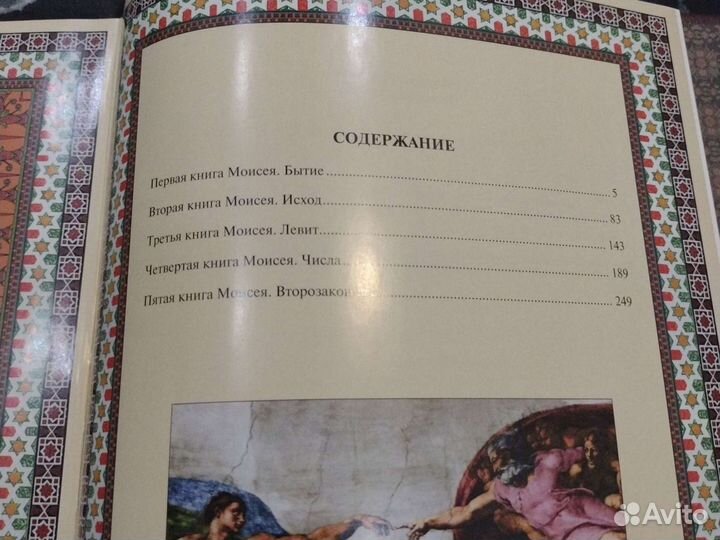 СОДЕРЖАНИЕ
Первая книга Моисея. Бытие 5
Вторая книга Моисея. Исход 83
Третья книга Моисея. Левит 143
Четвертая книга Моисея. Числа 189
Пятая книга Моисея. 249
Avito